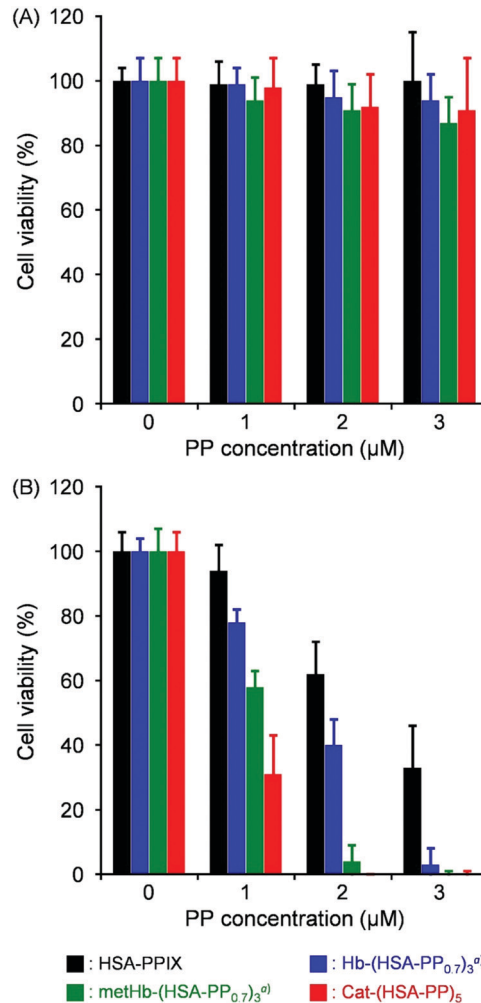 (A)
120
100
80
60
40
20
0
Cell viability (%)
0 1 2 3
PP concentration (μM)
(B)
120
100
80
60
40
20
0
Cell viability (%)
0 1 2 3
PP concentration (μM)
: HSA-PPIX : Hb-(HSA-PP0.7)3a)
: metHb-(HSA-PP0.7)3a) : Cat-(HSA-PP)5